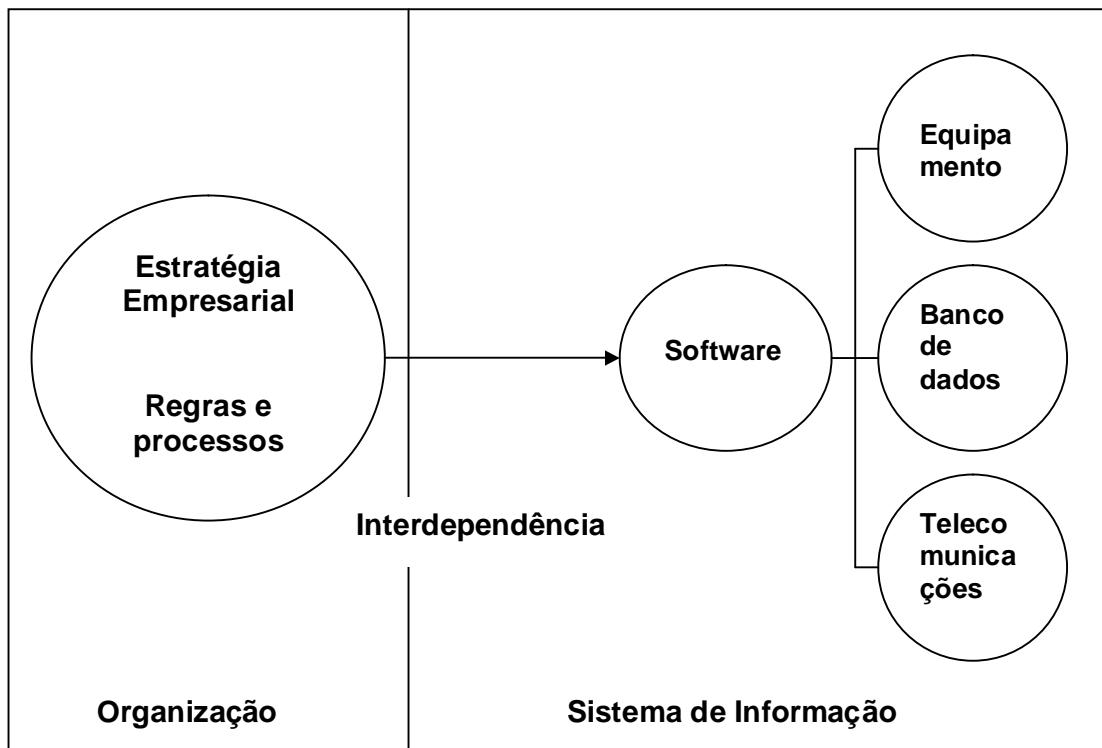 Estratégia
Empresarial
Regras e
processos
Interdependência
Software
Equipa
mento
Banco
de
dados
Teleco
munica
ções
Organização
Sistema de Informação